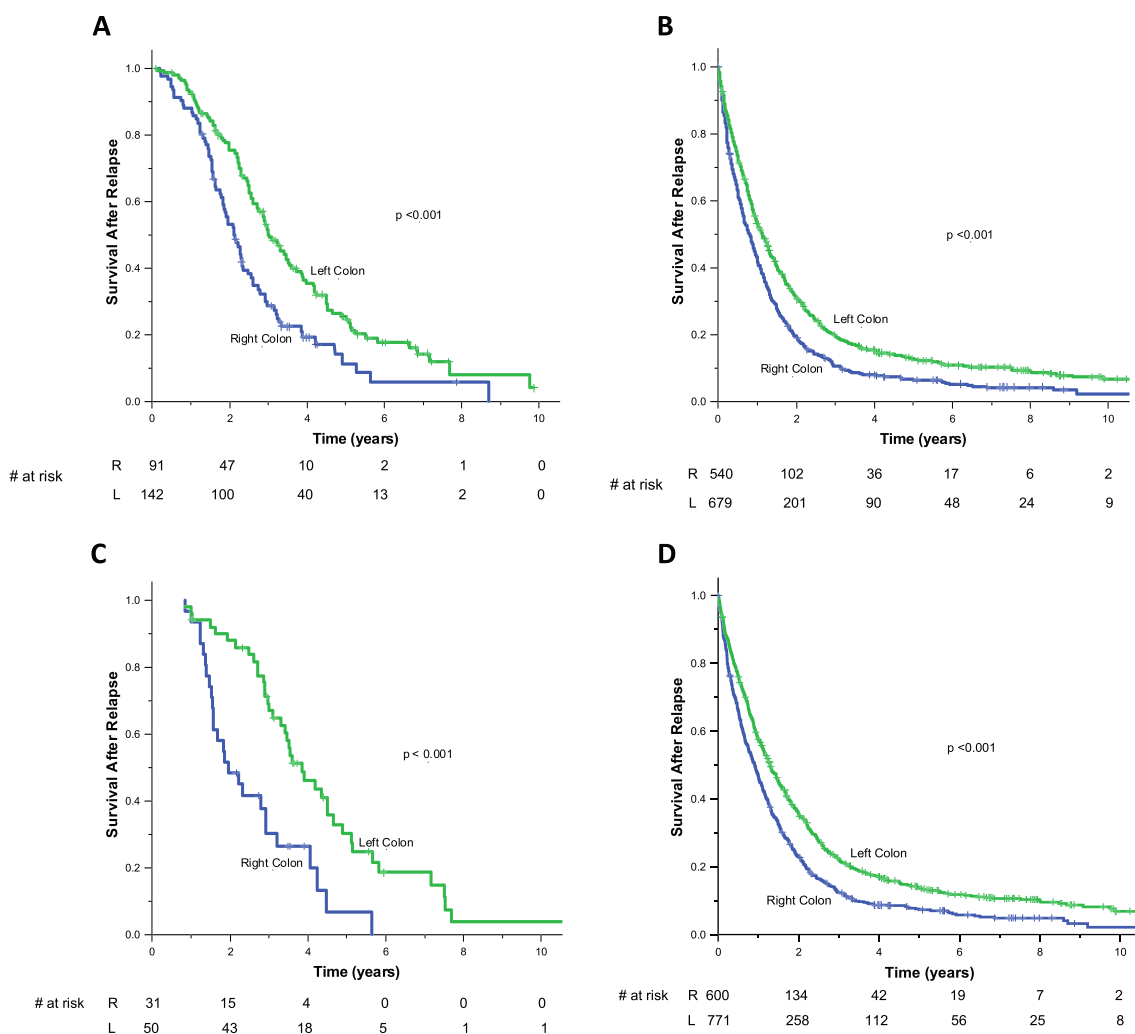 A
Survival After Relapse
1.0
0.8
0.6
0.4
0.2
0.0
p <0.001
Left Colon
Right Colon
0 2 4 6 8 10
Time (years)
# at risk
R 91 47 10 2 1 0
L 142 100 40 13 2 0
B
Survival After Relapse
1.0
0.8
0.6
0.4
0.2
0.0
p <0.001
Left Colon
Right Colon
0 2 4 6 8 10
Time (years)
# at risk
R 540 102 36 17 6 2
L 679 201 90 48 24 9
C
Survival After Relapse
1.0
0.8
0.6
0.4
0.2
0.0
p < 0.001
Left Colon
Right Colon
0 2 4 6 8 10
Time (years)
# at risk
R 31 15 4 0 0 0
L 50 43 18 5 1 1
D
Survival After Relapse
1.0
0.8
0.6
0.4
0.2
0.0
p <0.001
Left Colon
Right Colon
0 2 4 6 8 10
Time (years)
# at risk
R 600 134 42 19 7 2
L 771 258 112 56 25 8